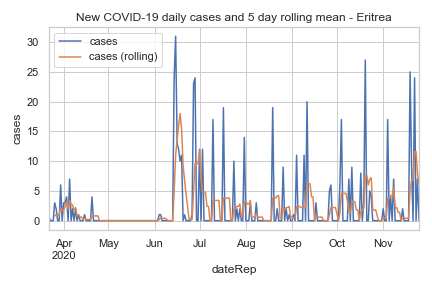 New COVID-19 daily cases and 5 day rolling mean - Eritrea
cases
cases (rolling)
30
25
20
15
10
5
0
cases
Apr May Jun Jul Aug Sep Oct Nov
2020
dateRep